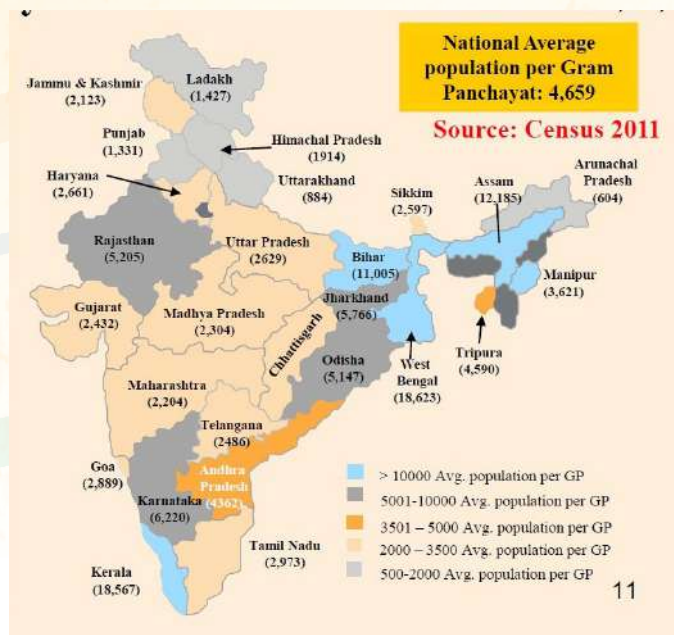 National Average
population per Gram
Panchayat: 4,659
Source: Census 2011
Ladakh
(1,427)
Jammu & Kashmir
(2,123)
Punjab
(1,331)
Himachal Pradesh
(1914)
Haryana
(2,661)
Uttarakhand
(884)
Arunachal
Pradesh
(604)
Assam
(12,185)
Sikkim
(2,597)
Rajasthan
(5,205)
Uttar Pradesh
(2629)
Bihar
(11,005)
Manipur
(3,621)
Jharkhand
(5,766)
Gujarat
(2,432)
Madhya Pradesh
(2,304)
Chhattisgarh
Odisha
(5,147)
West
Bengal
(18,623)
Tripura
(4,590)
Maharashtra
(2,204)
Telangana
(2486)
Goa
(2,889)
Andhra
Pradesh
(4362)
Karnataka
(6,220)
Tamil Nadu
(2,973)
Kerala
(18,567)
> 10000 Avg. population per GP
5001-10000 Avg. population per GP
3501 – 5000 Avg. population per GP
2000 – 3500 Avg. population per GP
500-2000 Avg. population per GP
11